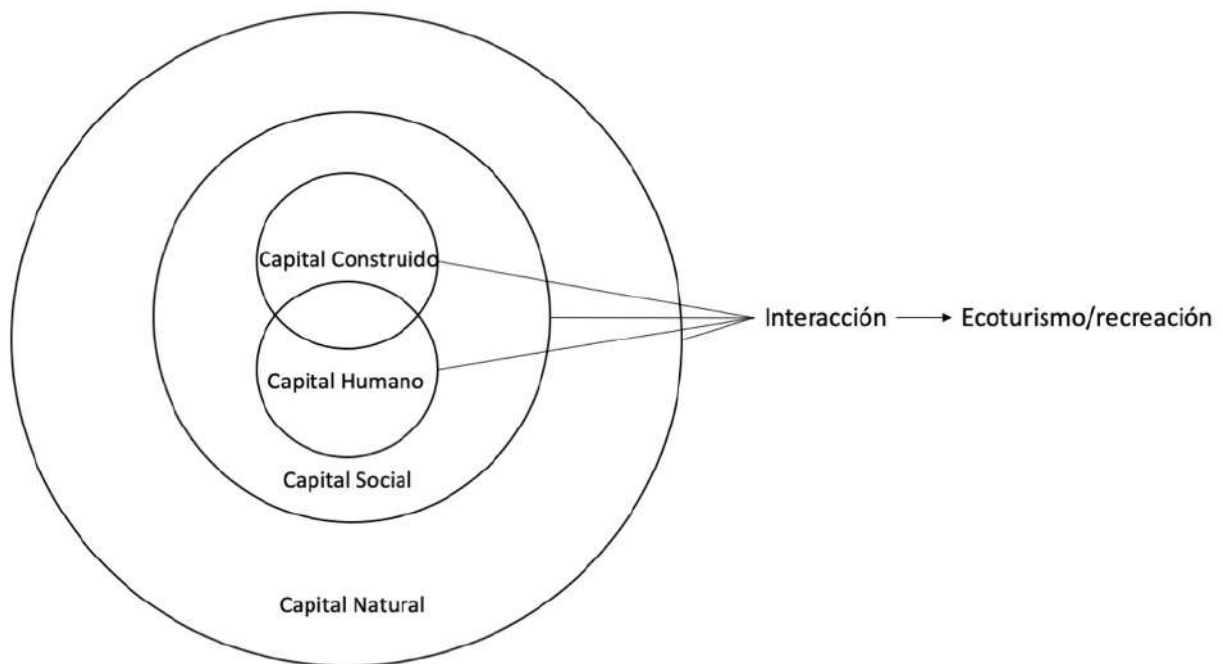 Capital Construido
Interacción
Ecoturismo/recreación
Capital Humano
Capital Social
Capital Natural